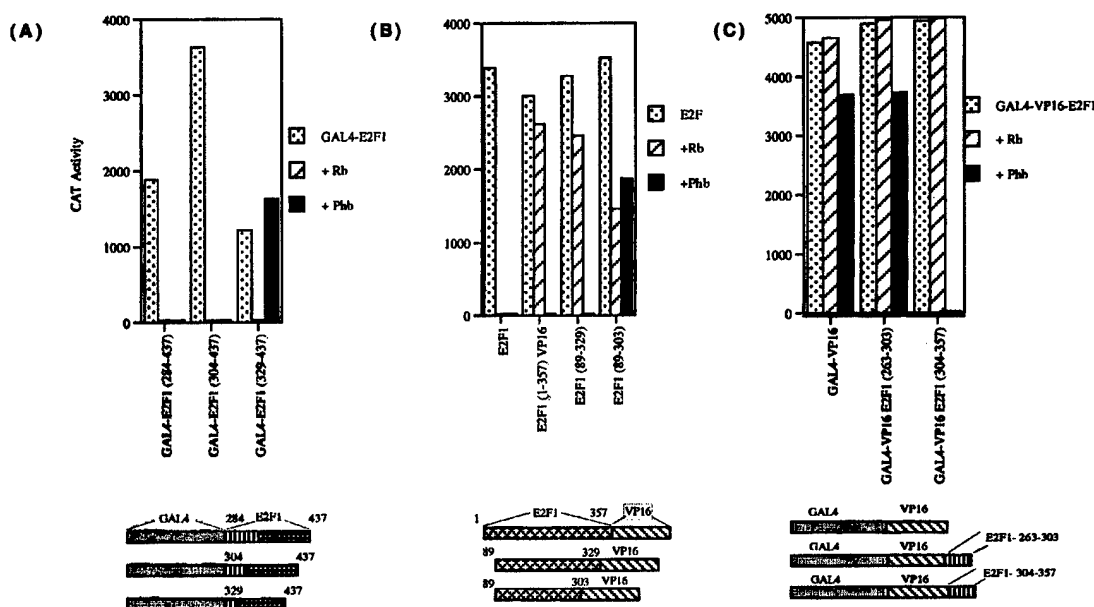 (A)
4000
3000
2000
1000
0
CAT Activity
GAL4-E2F1
+ Rb
+ Phb
GAL4-E2F1 (284-437)
GAL4-E2F1 (304-437)
GAL4-E2F1 (329-437)
GAL4
284
E2F1
437
304
437
329
437
(B)
4000
3000
2000
1000
0
E2F
+Rb
+Phb
E2F1
E2F1 (1-357) VP16
E2F1 (89-329)
E2F1 (89-303)
1
E2F1
357
VP16
89
329
VP16
89
303
VP16
(C)
5000
4000
3000
2000
1000
0
GAL4-VP16-E2F1
+ Rb
+ Phb
GAL4-VP16
GAL4-VP16 E2F1 (263-303)
GAL4-VP16 E2F1 (304-357)
GAL4
VP16
GAL4
VP16
E2F1- 263-303
GAL4
VP16
E2F1- 304-357